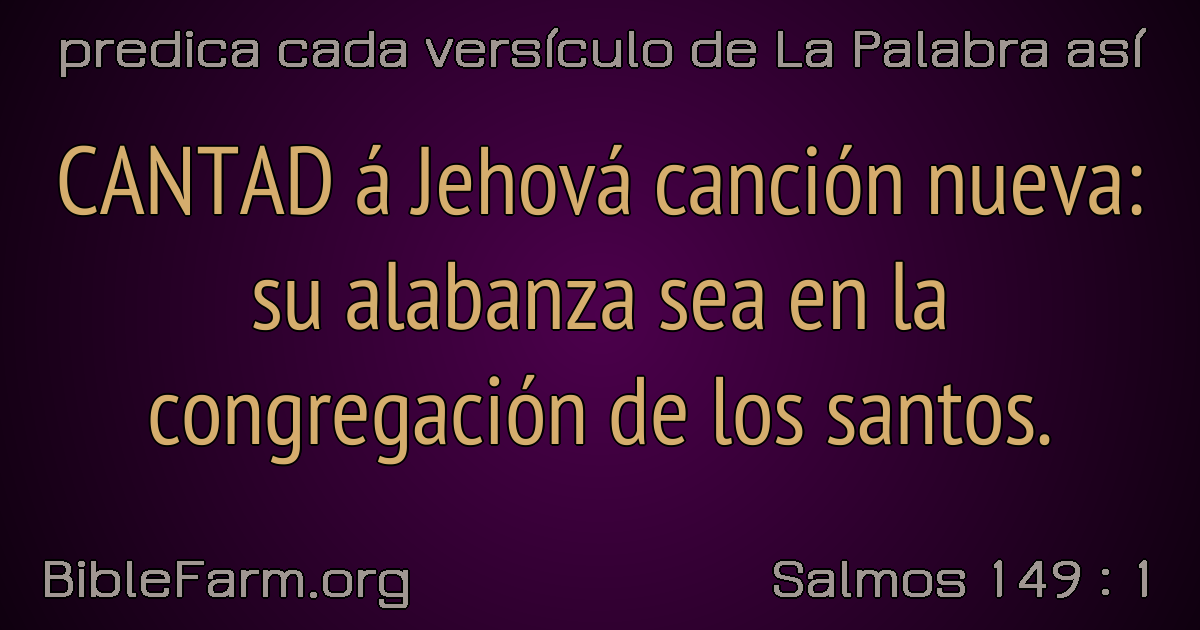 predica cada versículo de La Palabra así
CANTAD á Jehová canción nueva:
su alabanza sea en la
congregación de los santos.
BibleFarm.org
Salmos 149 : 1